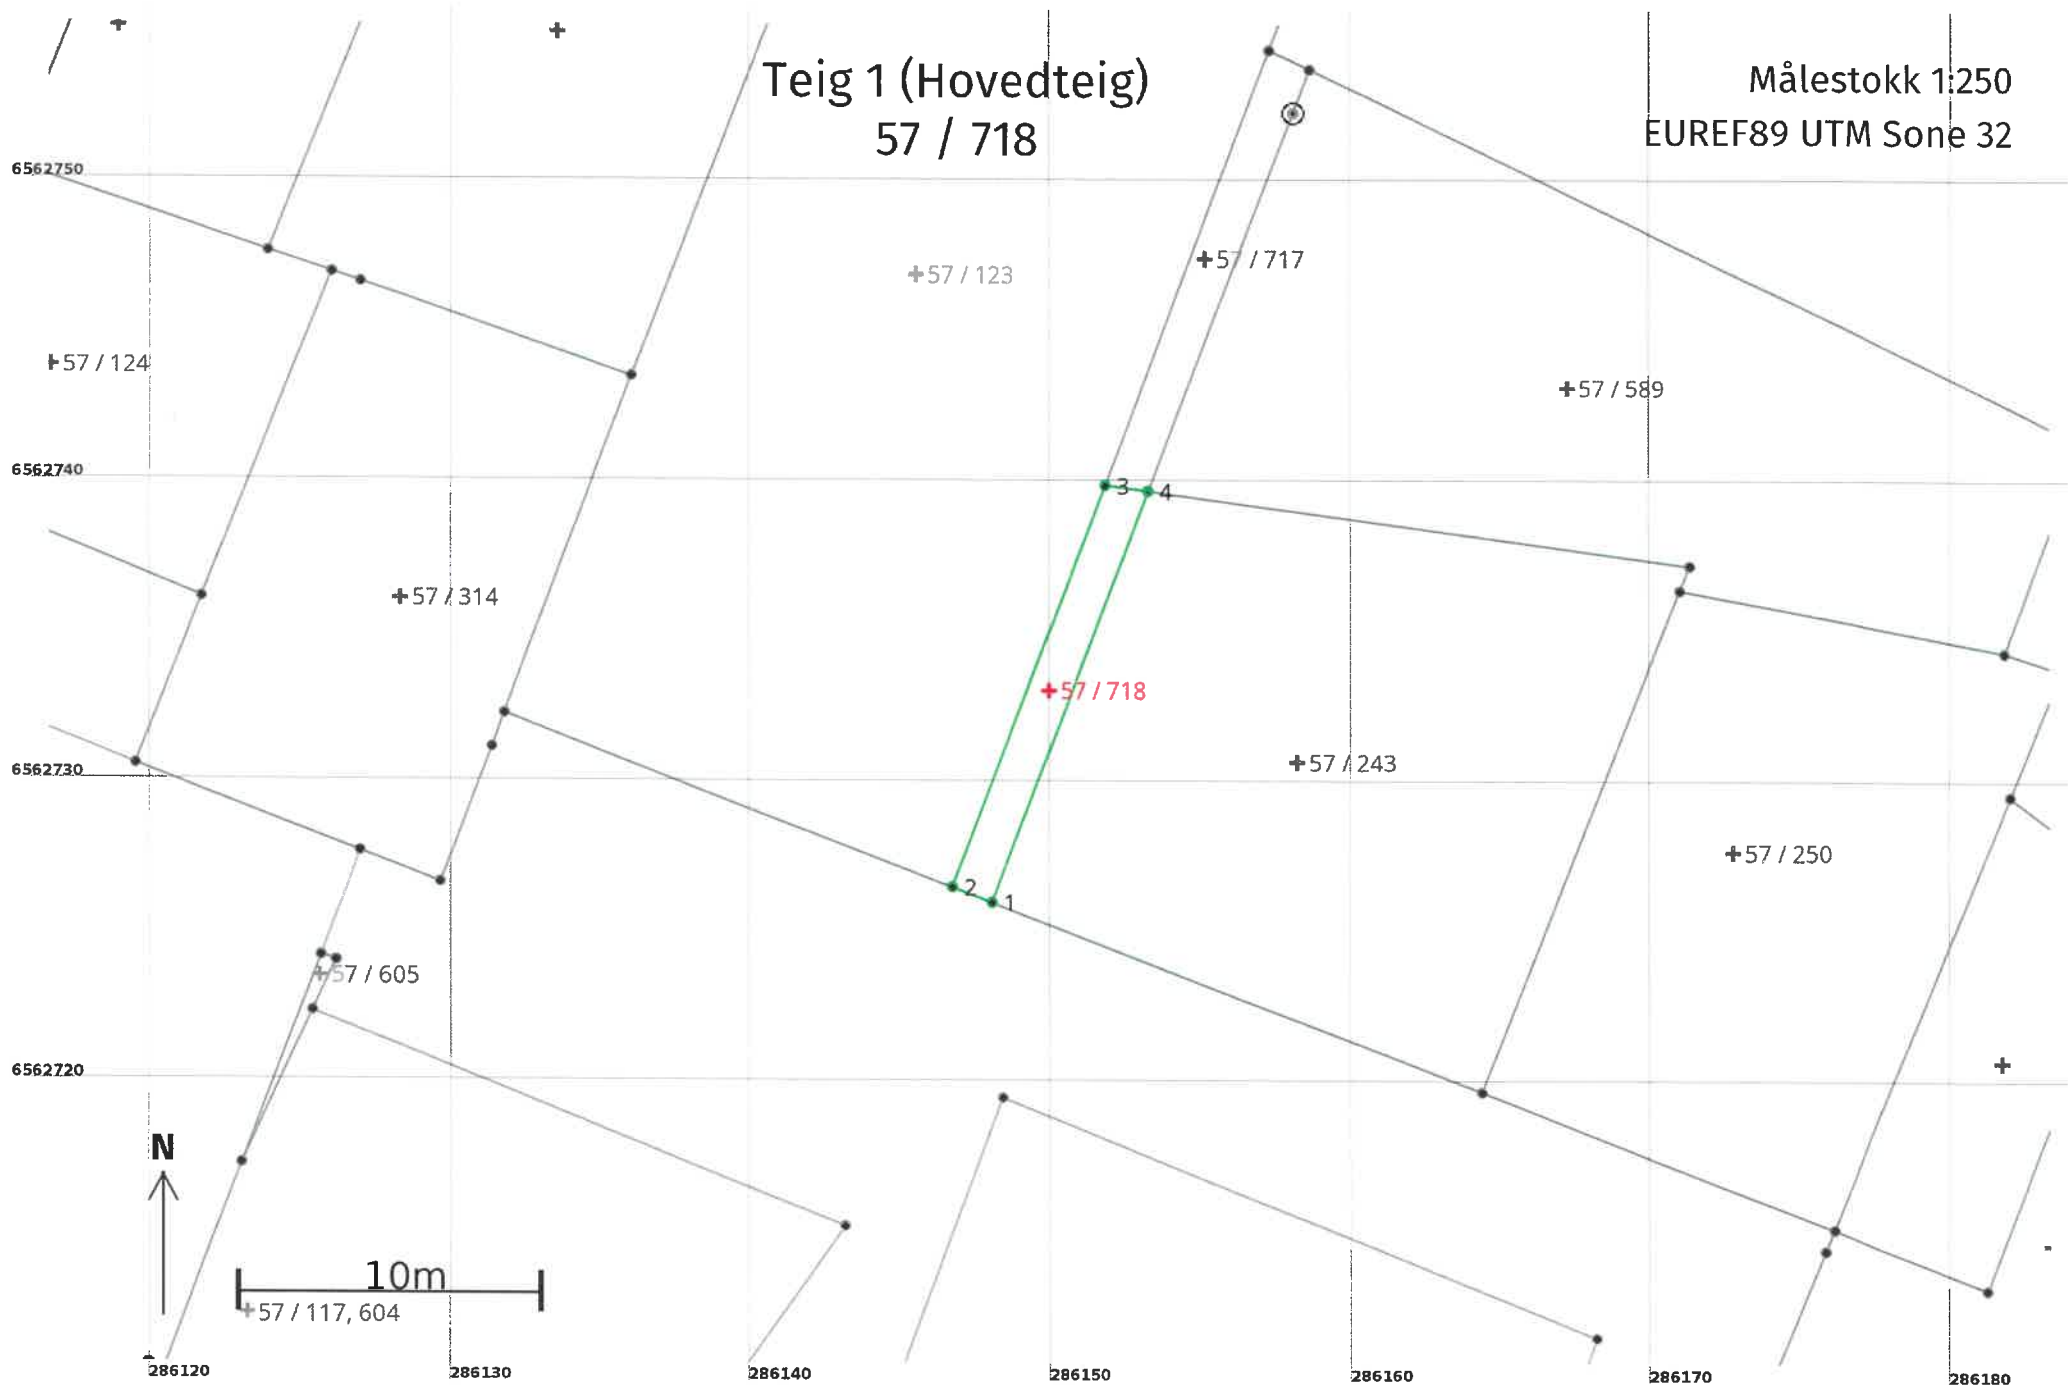 Teig 1 (Hovedteig)
57 / 718
Målestokk 1:250
EUREF89 UTM Sone 32
6562750
57 / 717
57 / 123
57 / 124
57 / 589
6562740
3
4
57 / 314
57 / 718
6562730
57 / 243
57 / 250
2
1
57 / 605
6562720
N
10m
57 / 117, 604
286120
286130
286140
286150
286160
286170
286180